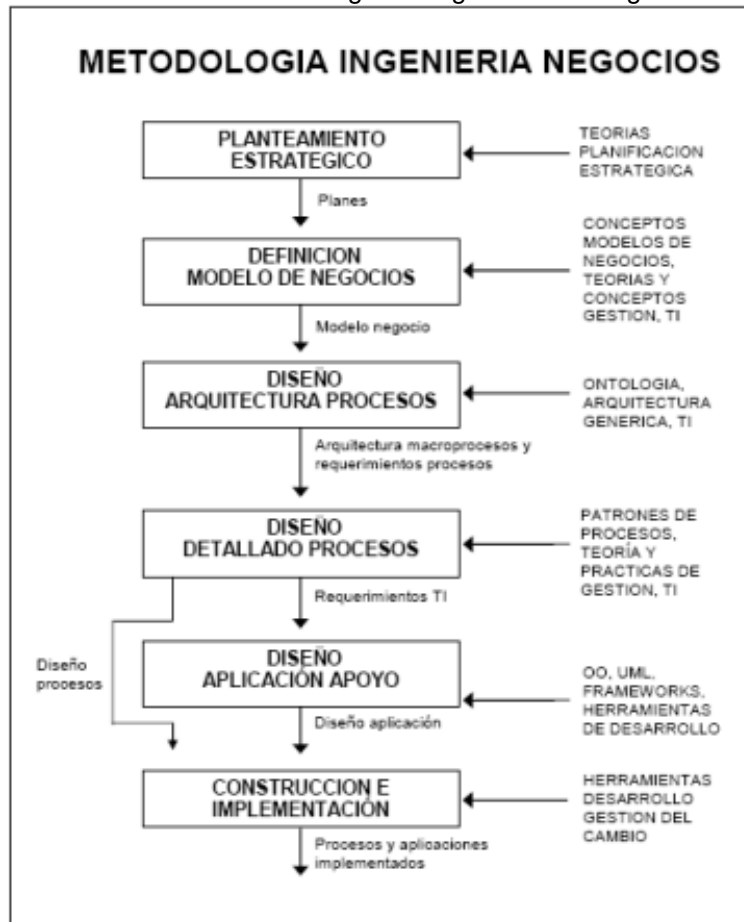 METODOLOGIA INGENIERIA NEGOCIOS
PLANTEAMIENTO
ESTRATEGICO
TEORIAS
PLANIFICACION
ESTRATEGICA
Planes
DEFINICION
MODELO DE NEGOCIOS
CONCEPTOS
MODELOS DE
NEGOCIOS,
TEORIAS Y
CONCEPTOS
GESTION, TI
Modelo negocio
DISEÑO
ARQUITECTURA PROCESOS
ONTOLOGIA,
ARQUITECTURA
GENERICA, TI
Arquitectura macroprocesos y
requerimientos procesos
DISEÑO
DETALLADO PROCESOS
PATRONES DE
PROCESOS,
TEORÍA Y
PRACTICAS DE
GESTION, TI
Requerimientos TI
Diseño
procesos
DISEÑO
APLICACIÓN APOYO
OO, UML,
FRAMEWORKS,
HERRAMIENTAS
DE DESARROLLO
Diseño aplicación
CONSTRUCCION E
IMPLEMENTACIÓN
HERRAMIENTAS
DESARROLLO
GESTION DEL
CAMBIO
Procesos y aplicaciones
implementados